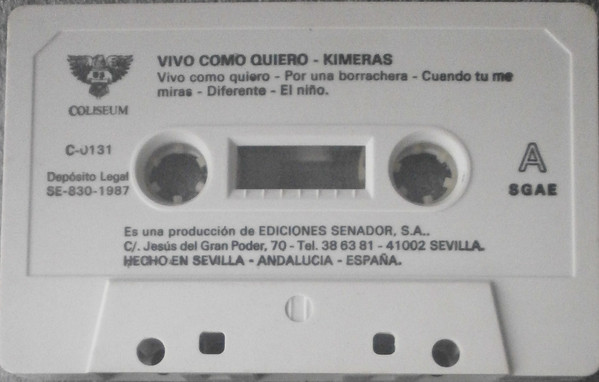 VIVO COMO QUIERO - KIMERAS
Vivo como quiero - Por una borrachera - Cuando tu me
miras - Diferente - El niño.
COLISEUM
C-0131
A
Depósito Legal
SE-830-1987
SGAE
Es una producción de EDICIONES SENADOR, S.A..
C/. Jesús del Gran Poder, 70 - Tel. 38 63 81 - 41002 SEVILLA.
HECHO EN SEVILLA - ANDALUCIA - ESPAÑA.